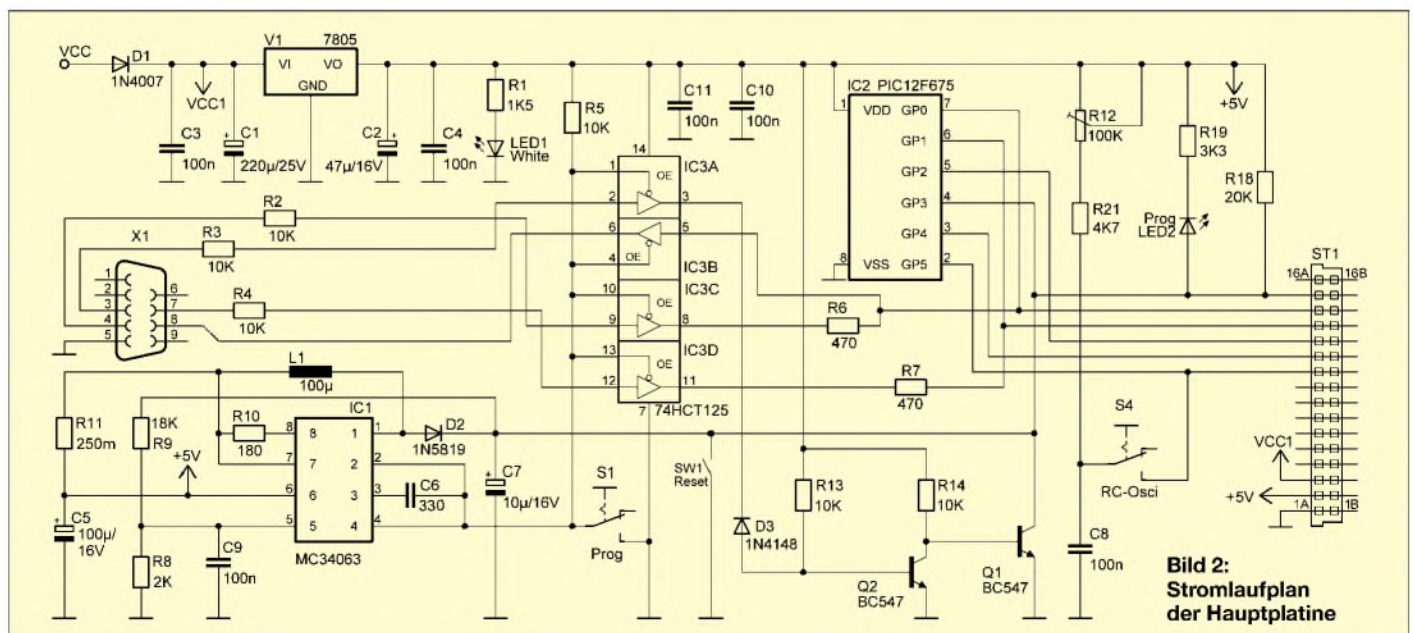 VCC
D1
1N4007
VCC1
V1 7805
VI VO
GND
C3
100n
C1
220µ/25V
C2
47µ/16V
C4
100n
R1
1K5
LED1
White
R5
10K
C11
100n
C10
100n
IC2 PIC12F675
1 VDD GP0 7
GP1 6
GP2 5
GP3 4
GP4 3
8 VSS GP5 2
R12
100K
R21
4K7
R19
3K3
Prog
LED2
+5V
R18
20K
ST1
16A 16B
1A 1B
VCC1
+5V
X1
1
2
3
4
5
6
7
8
9
R2
10K
R3
10K
R4
10K
14
1 OE IC3A
2 3
6 5
4 OE IC3B
10 OE IC3C
9 8
13 OE IC3D
12 11
7 74HCT125
R6
470
R7
470
L1
100µ
R11
250m
18K
R9
R10
180
+5V
IC1
8 1
7 2
6 3
5 4
MC34063
D2
1N5819
C6
330
C7
10µ/16V
C5
100µ/
16V
R8
2K
C9
100n
S1
Prog
SW1
Reset
D3
1N4148
R13
10K
R14
10K
Q2
BC547
Q1
BC547
S4
RC-Osci
C8
100n
Bild 2:
Stromlaufplan
der Hauptplatine